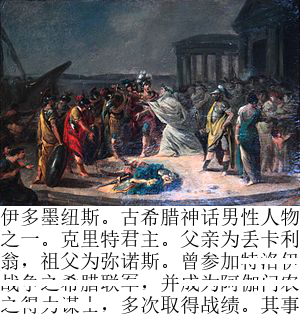 伊多墨纽斯。古希腊神话男性人物
之一。克里特君主。父亲为丢卡利
翁，祖父为弥诺斯。曾参加特洛伊
战争之希腊联军，并成为阿伽门农
之得力谋士，多次取得战绩。其事